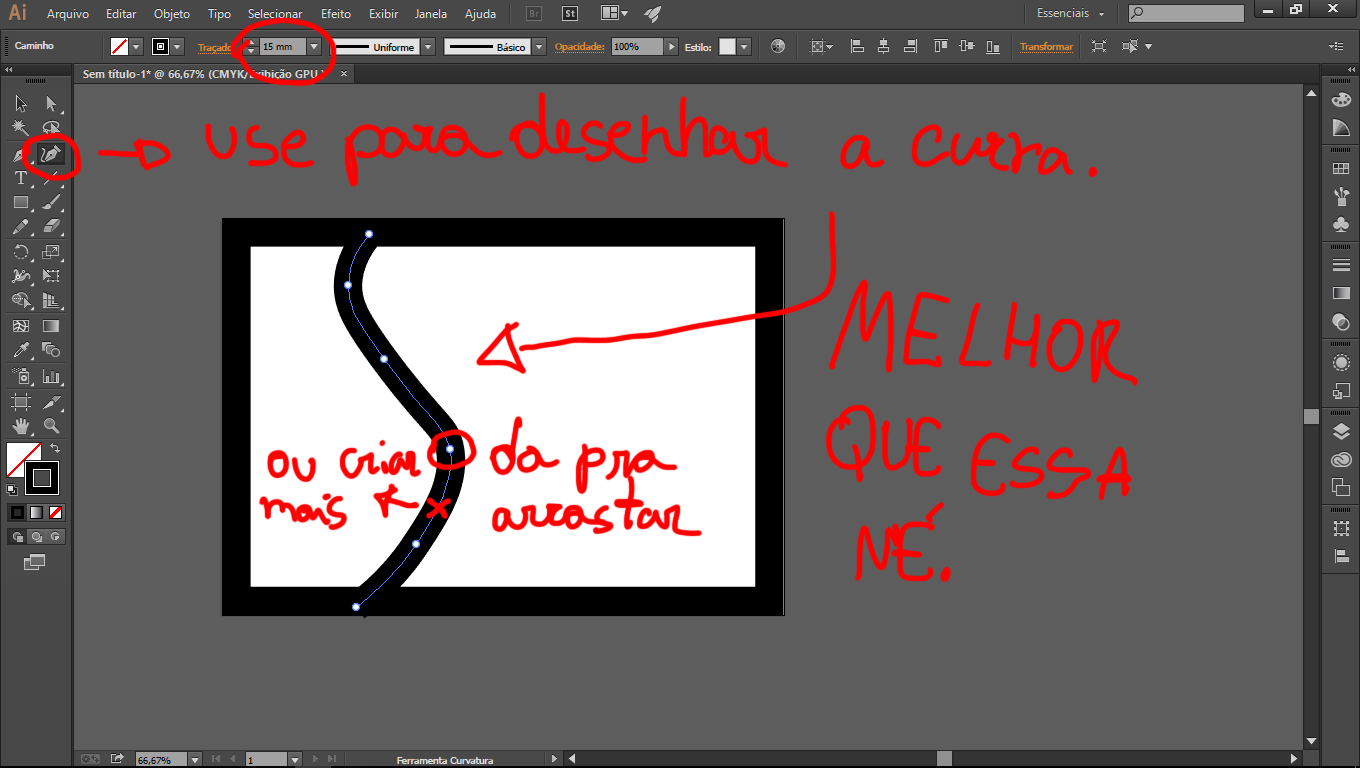 Ai Arquivo Editar Objeto Tipo Selecionar Efeito Exibir Janela Ajuda Br St Essenciais
Caminho Traçado 15 mm Uniforme Básico Opacidade: 100% Estilo: Transformar
Sem título-1* @ 66,67% (CMYK/Exibição GPU)
use para desenhar a curva.
MELHOR
QUE ESSA
NÉ.
ou criar
mais
da pra
arrastar
66,67% 1 Ferramenta Curvatura